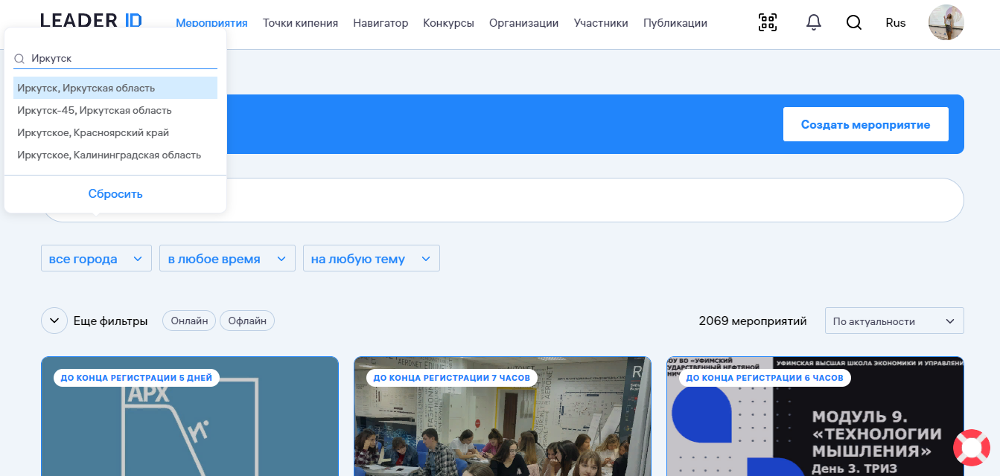 LEADER ID
Мероприятия
Точки кипения
Навигатор
Конкурсы
Организации
Участники
Публикации
Rus
Иркутск
Иркутск, Иркутская область
Иркутск-45, Иркутская область
Иркутское, Красноярский край
Иркутское, Калининградская область
Сбросить
Создать мероприятие
все города
в любое время
на любую тему
Еще фильтры
Онлайн
Офлайн
2069 мероприятий
По актуальности
ДО КОНЦА РЕГИСТРАЦИИ 5 ДНЕЙ
АРХ
ДО КОНЦА РЕГИСТРАЦИИ 7 ЧАСОВ
AERONET
FASHIONNET
ОУ ВО «УФИМСКИЙ
УФИМСКАЯ ВЫСШАЯ ШКОЛА ЭКОНОМИКИ И УПРАВЛЕНИ
ДО КОНЦА РЕГИСТРАЦИИ 6 ЧАСОВ
МОДУЛЬ 9.
«ТЕХНОЛОГИИ
МЫШЛЕНИЯ»
День 3. ТРИЗ